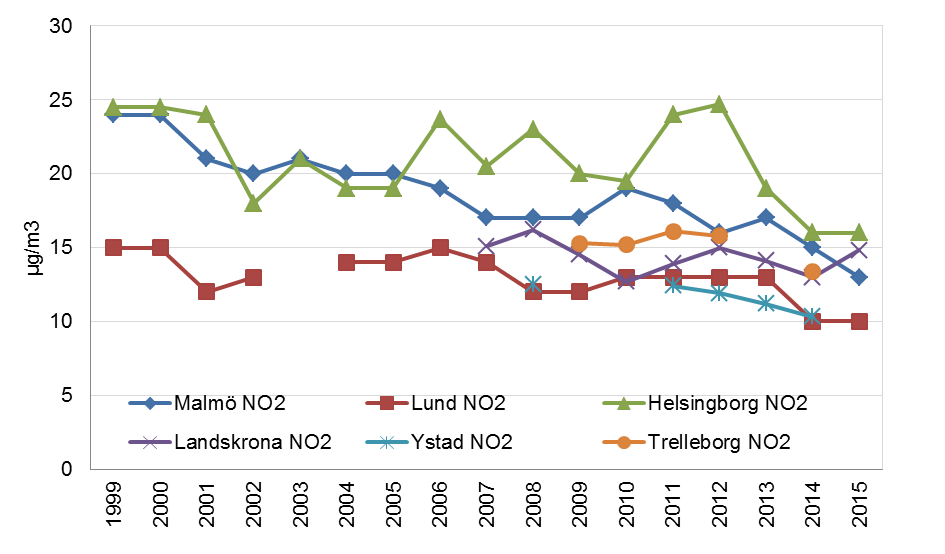 30
25
20
15
10
5
0
µg/m3
Malmö NO2 Lund NO2 Helsingborg NO2
Landskrona NO2 Ystad NO2 Trelleborg NO2
1999 2000 2001 2002 2003 2004 2005 2006 2007 2008 2009 2010 2011 2012 2013 2014 2015